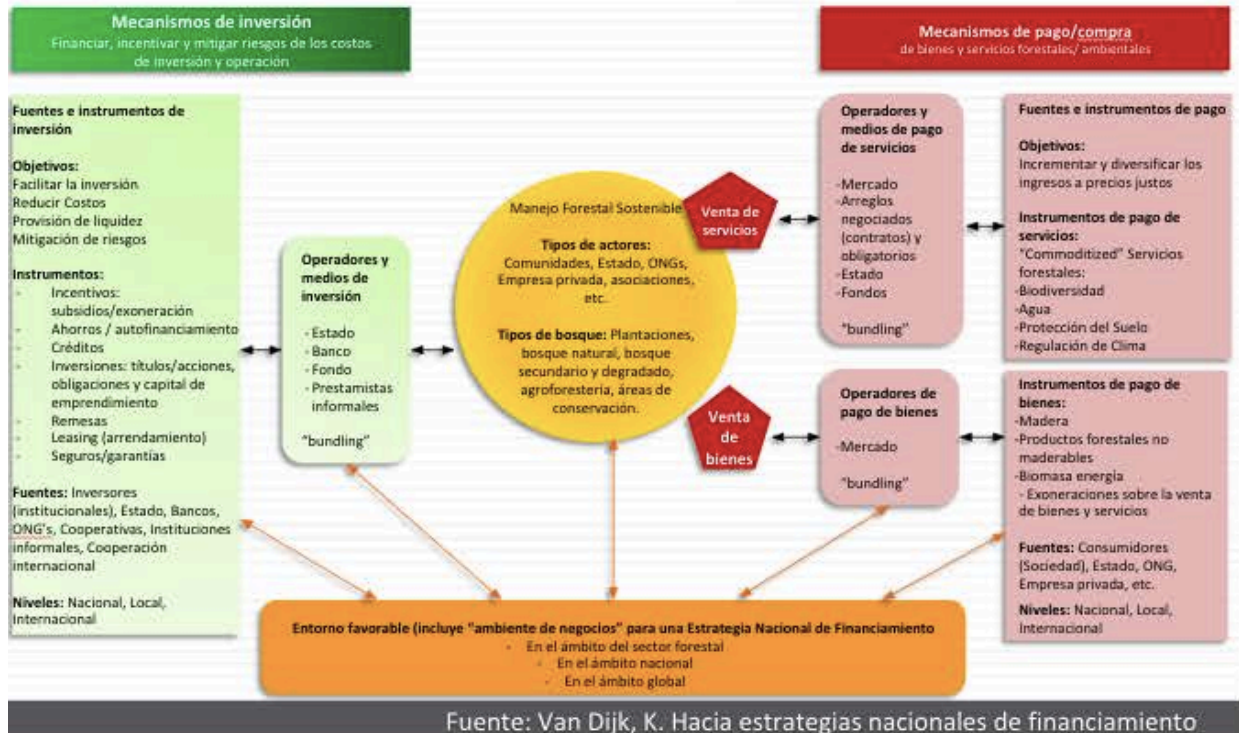 Mecanismos de inversión
Financiar, incentivar y mitigar riesgos de los costos
de inversión y operación
Mecanismos de pago/compra
de bienes y servicios forestales/ ambientales
Fuentes e instrumentos de
inversión
Objetivos:
Facilitar la inversión
Reducir Costos
Provisión de liquidez
Mitigación de riesgos
Instrumentos:
- Incentivos:
subsidios/exoneración
- Ahorros / autofinanciamiento
- Créditos
- Inversiones: títulos/acciones,
obligaciones y capital de
emprendimiento
- Remesas
- Leasing (arrendamiento)
- Seguros/garantías
Fuentes: Inversores
(institucionales), Estado, Bancos,
ONG's, Cooperativas, Instituciones
informales, Cooperación
internacional
Niveles: Nacional, Local,
Internacional
Operadores y
medios de
inversión
- Estado
- Banco
- Fondo
- Prestamistas
informales
"bundling"
Manejo Forestal Sostenible
Tipos de actores:
Comunidades, Estado, ONGs,
Empresa privada, asociaciones,
etc.
Tipos de bosque: Plantaciones,
bosque natural, bosque
secundario y degradado,
agroforestería, áreas de
conservación.
Venta de
servicios
Venta
de
bienes
Operadores y
medios de pago
de servicios
-Mercado
-Arreglos
negociados
(contratos) y
obligatorios
-Estado
-Fondos
"bundling"
Operadores de
pago de bienes
-Mercado
"bundling"
Fuentes e instrumentos de pago
Objetivos:
Incrementar y diversificar los
ingresos a precios justos
Instrumentos de pago de
servicios:
"Commoditized" Servicios
forestales:
-Biodiversidad
-Agua
-Protección del Suelo
-Regulación de Clima
Instrumentos de pago de
bienes:
-Madera
-Productos forestales no
maderables
-Biomasa energía
- Exoneraciones sobre la venta
de bienes y servicios
Fuentes: Consumidores
(Sociedad), Estado, ONG,
Empresa privada, etc.
Niveles: Nacional, Local,
Internacional
Entorno favorable (incluye "ambiente de negocios" para una Estrategia Nacional de Financiamiento
- En el ámbito del sector forestal
- En el ámbito nacional
- En el ámbito global
Fuente: Van Dijk, K. Hacia estrategias nacionales de financiamiento